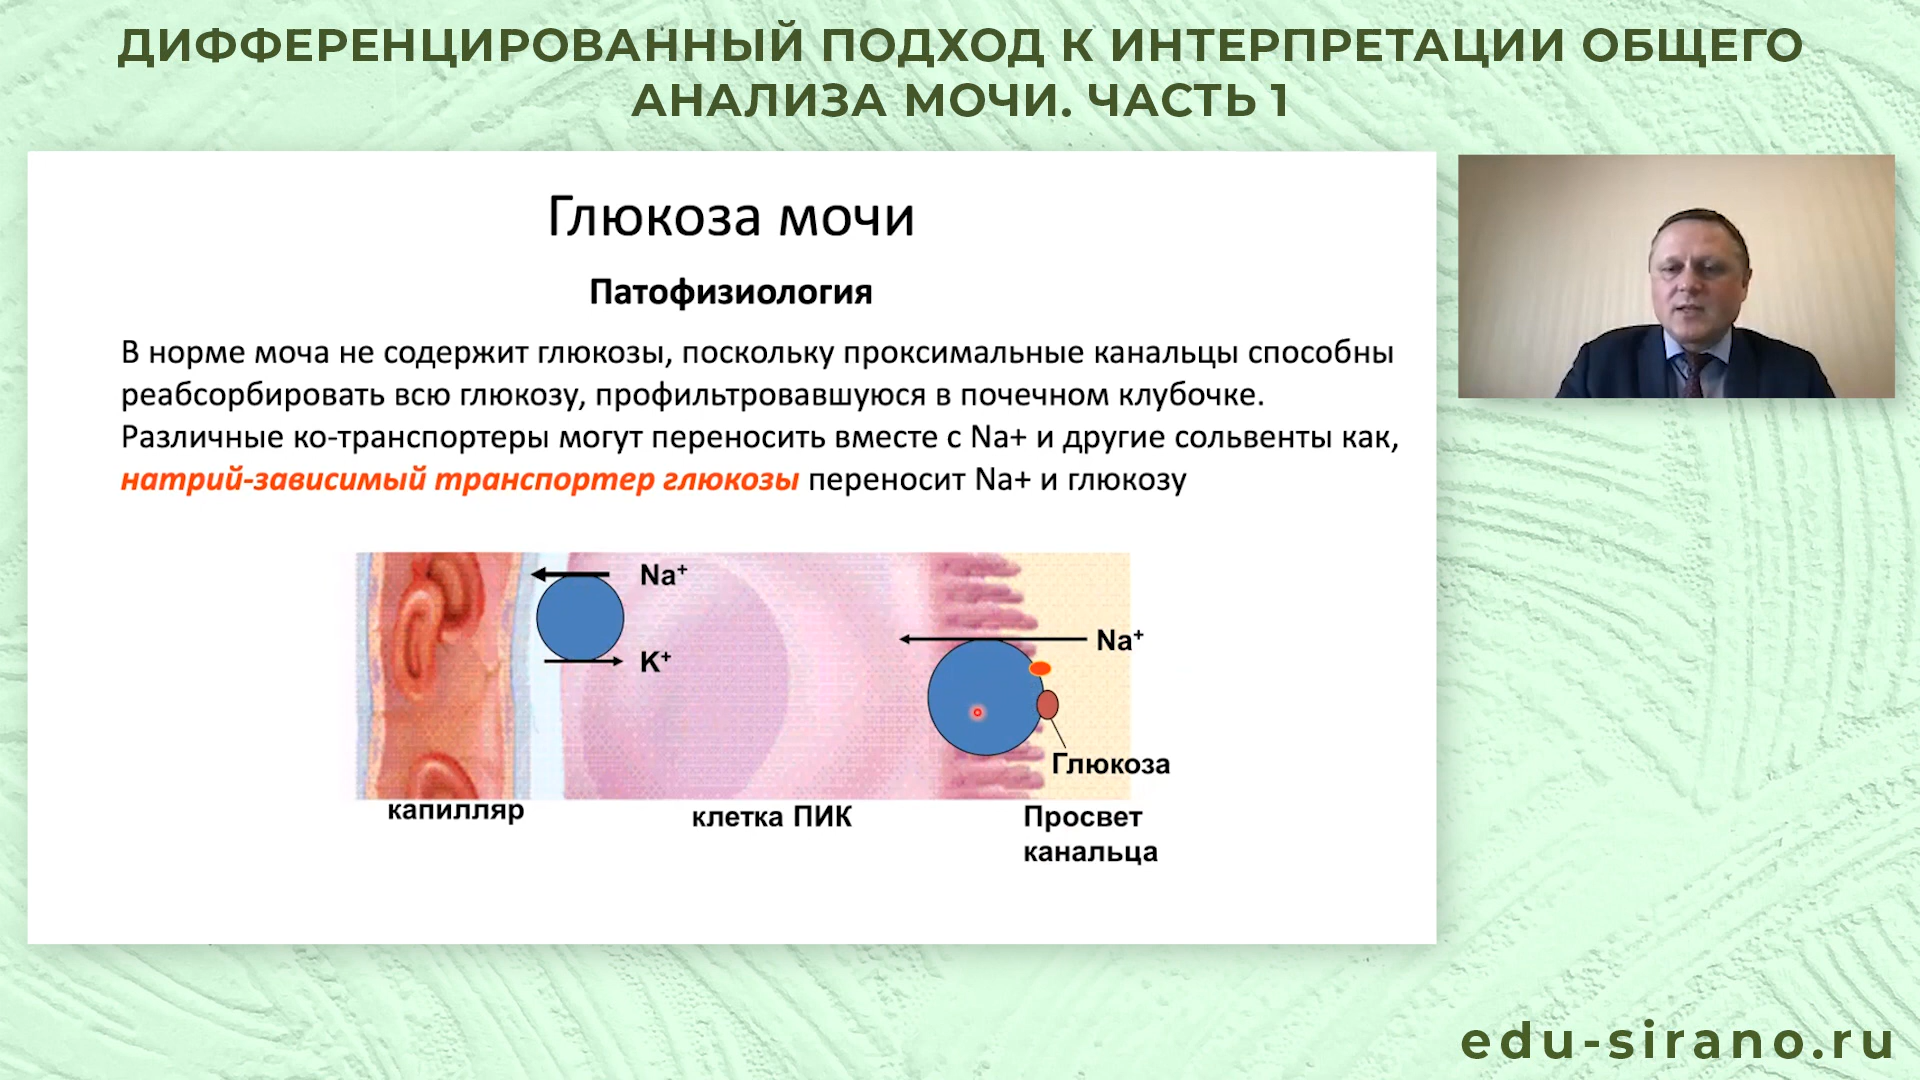 ДИФФЕРЕНЦИРОВАННЫЙ ПОДХОД К ИНТЕРПРЕТАЦИИ ОБЩЕГО
АНАЛИЗА МОЧИ. ЧАСТЬ 1
Глюкоза мочи
Патофизиология
В норме моча не содержит глюкозы, поскольку проксимальные канальцы способны
реабсорбировать всю глюкозу, профильтровавшуюся в почечном клубочке.
Различные ко-транспортеры могут переносить вместе с Na+ и другие сольвенты как,
натрий-зависимый транспортер глюкозы переносит Na+ и глюкозу
Na⁺
K⁺
Na⁺
Глюкоза
капилляр
клетка ПИК
Просвет
канальца
edu-sirano.ru